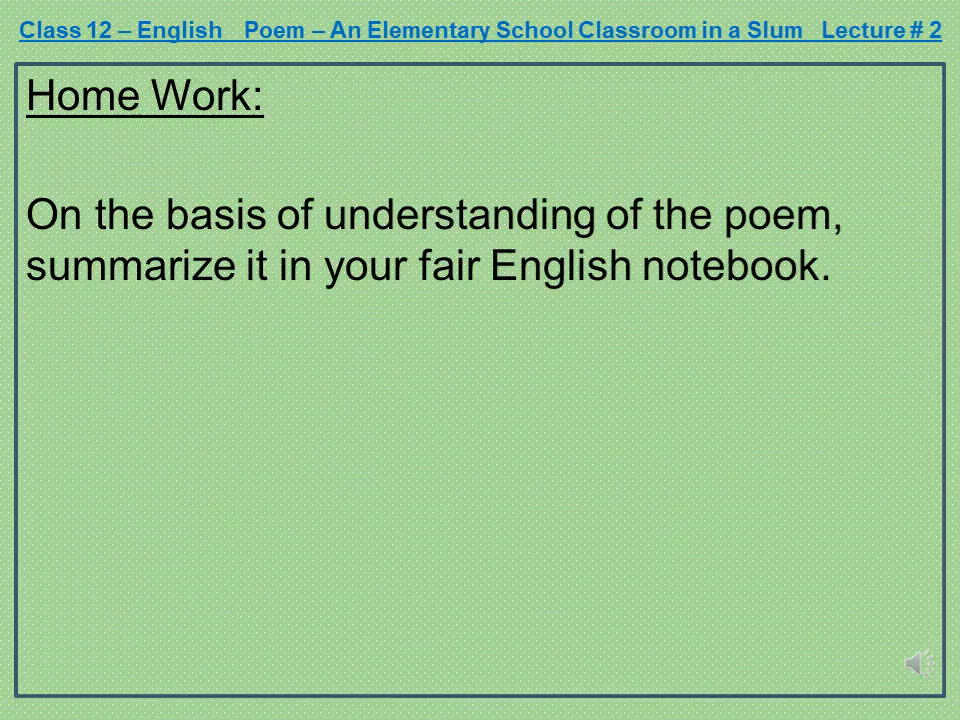 Class 12 – English   Poem – An Elementary School Classroom in a Slum   Lecture # 2
Home Work:
On the basis of understanding of the poem,
summarize it in your fair English notebook.